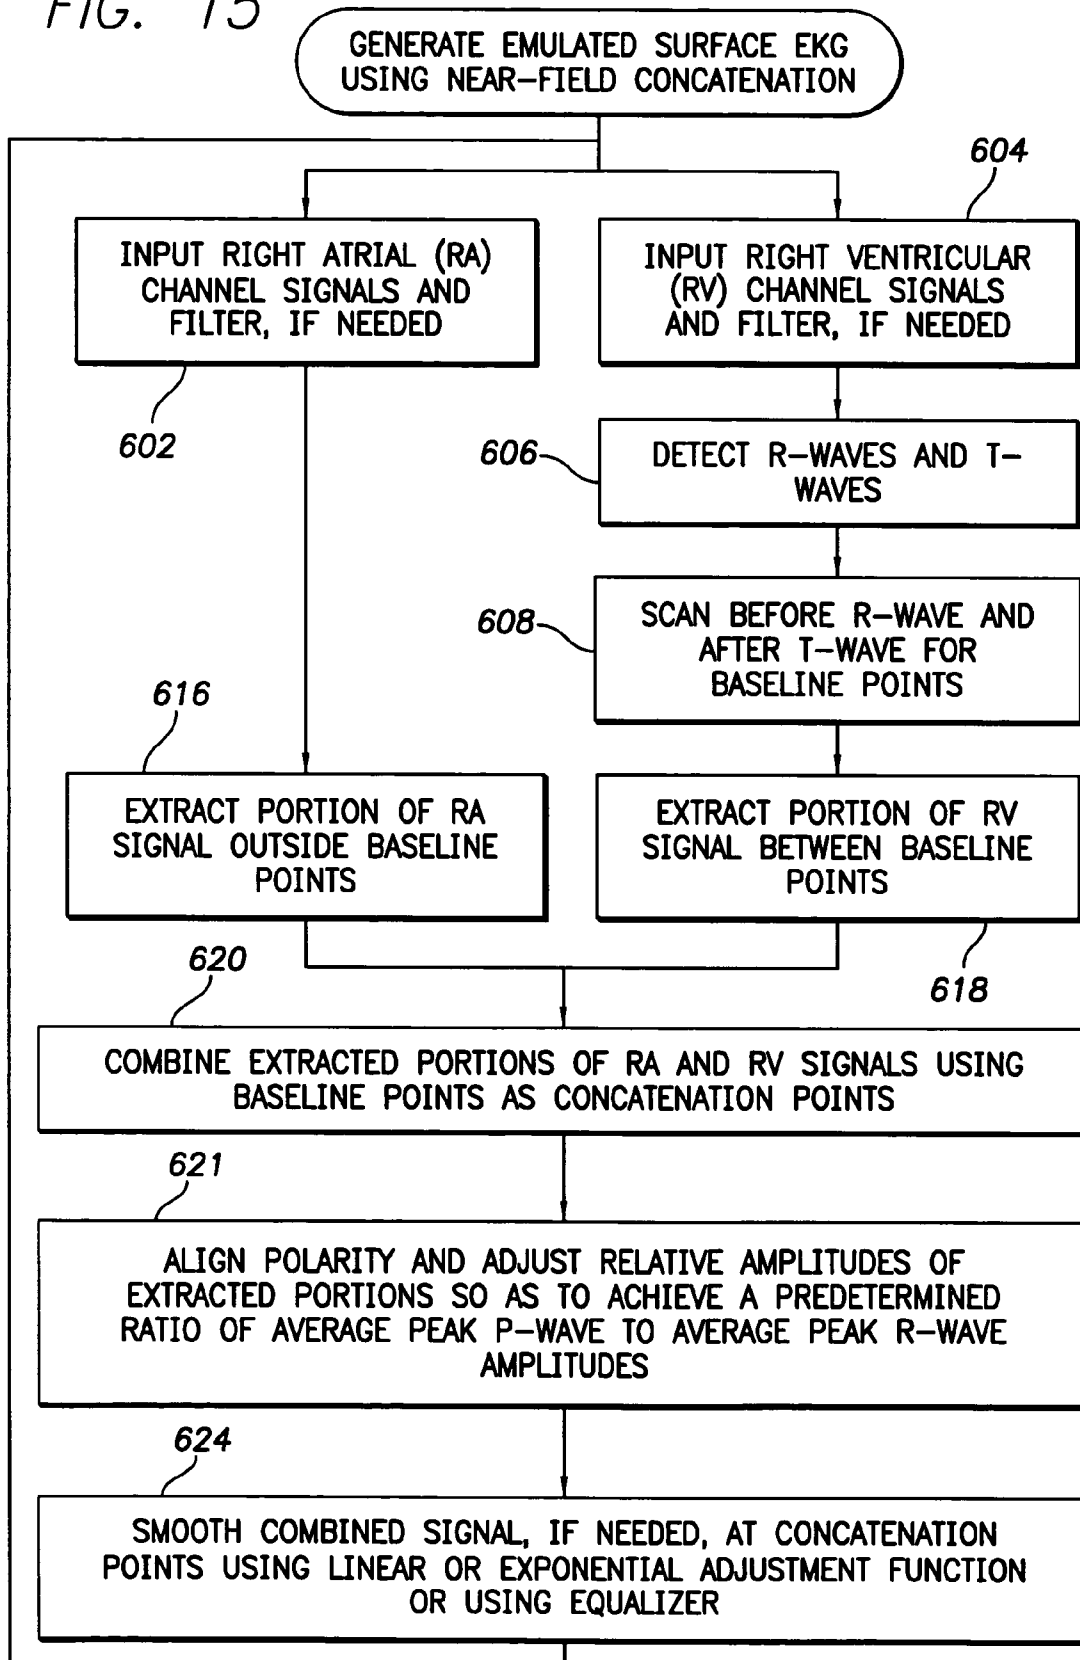 FIG. 15
GENERATE EMULATED SURFACE EKG
USING NEAR-FIELD CONCATENATION
604
INPUT RIGHT ATRIAL (RA)
CHANNEL SIGNALS AND
FILTER, IF NEEDED
INPUT RIGHT VENTRICULAR
(RV) CHANNEL SIGNALS
AND FILTER, IF NEEDED
602
606
DETECT R-WAVES AND T-
WAVES
608
SCAN BEFORE R-WAVE AND
AFTER T-WAVE FOR
BASELINE POINTS
616
EXTRACT PORTION OF RA
SIGNAL OUTSIDE BASELINE
POINTS
EXTRACT PORTION OF RV
SIGNAL BETWEEN BASELINE
POINTS
620
618
COMBINE EXTRACTED PORTIONS OF RA AND RV SIGNALS USING
BASELINE POINTS AS CONCATENATION POINTS
621
ALIGN POLARITY AND ADJUST RELATIVE AMPLITUDES OF
EXTRACTED PORTIONS SO AS TO ACHIEVE A PREDETERMINED
RATIO OF AVERAGE PEAK P-WAVE TO AVERAGE PEAK R-WAVE
AMPLITUDES
624
SMOOTH COMBINED SIGNAL, IF NEEDED, AT CONCATENATION
POINTS USING LINEAR OR EXPONENTIAL ADJUSTMENT FUNCTION
OR USING EQUALIZER